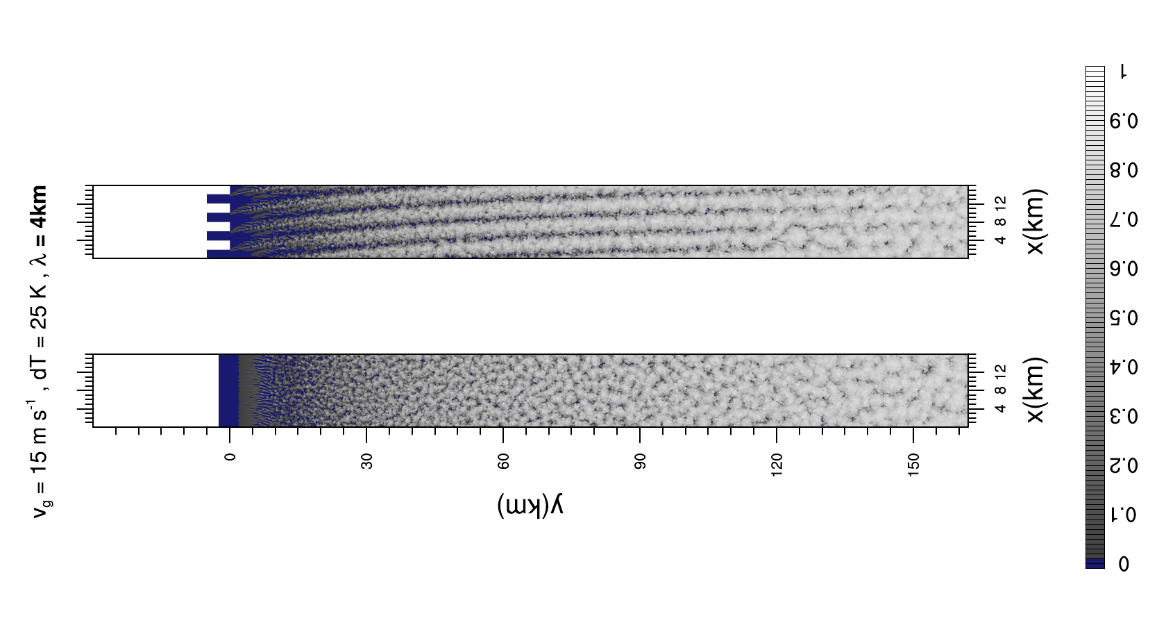 v_g = 15 m s⁻¹ , dT = 25 K , λ = 4km
4 8 12
x(km)
4 8 12
x(km)
0 30 60 90 120 150
y(km)
1
0.9
0.8
0.7
0.6
0.5
0.4
0.3
0.2
0.1
0